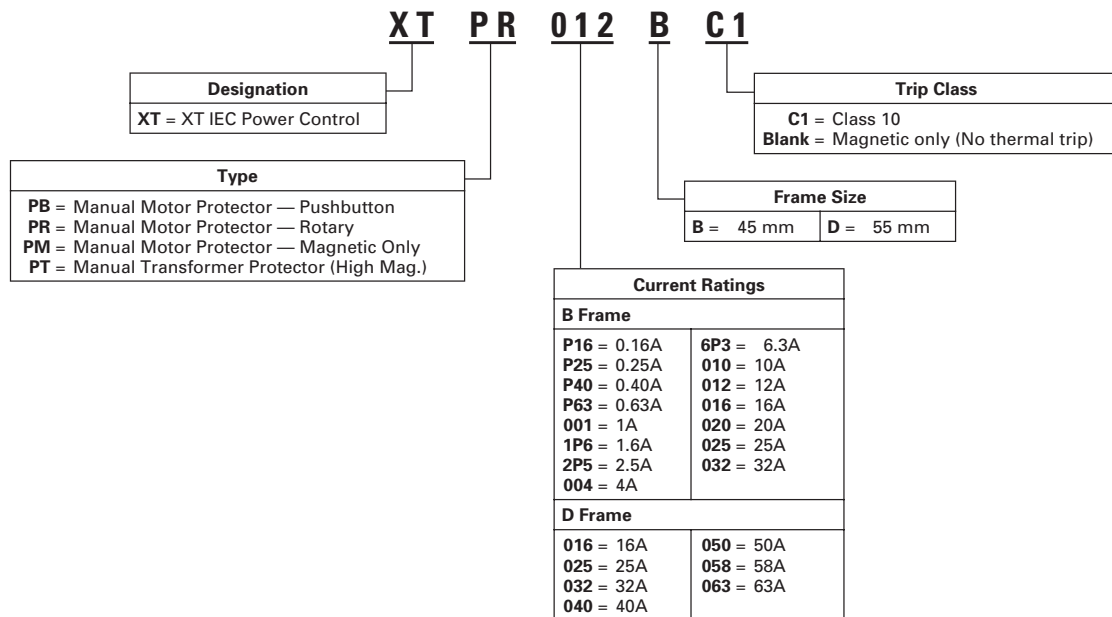 XT PR 012 B C1
Designation
XT = XT IEC Power Control
Type
PB = Manual Motor Protector — Pushbutton
PR = Manual Motor Protector — Rotary
PM = Manual Motor Protector — Magnetic Only
PT = Manual Transformer Protector (High Mag.)
Trip Class
C1 = Class 10
Blank = Magnetic only (No thermal trip)
Frame Size
B = 45 mm D = 55 mm
Current Ratings
B Frame
P16 = 0.16A
P25 = 0.25A
P40 = 0.40A
P63 = 0.63A
001 = 1A
1P6 = 1.6A
2P5 = 2.5A
004 = 4A
6P3 = 6.3A
010 = 10A
012 = 12A
016 = 16A
020 = 20A
025 = 25A
032 = 32A
D Frame
016 = 16A
025 = 25A
032 = 32A
040 = 40A
050 = 50A
058 = 58A
063 = 63A